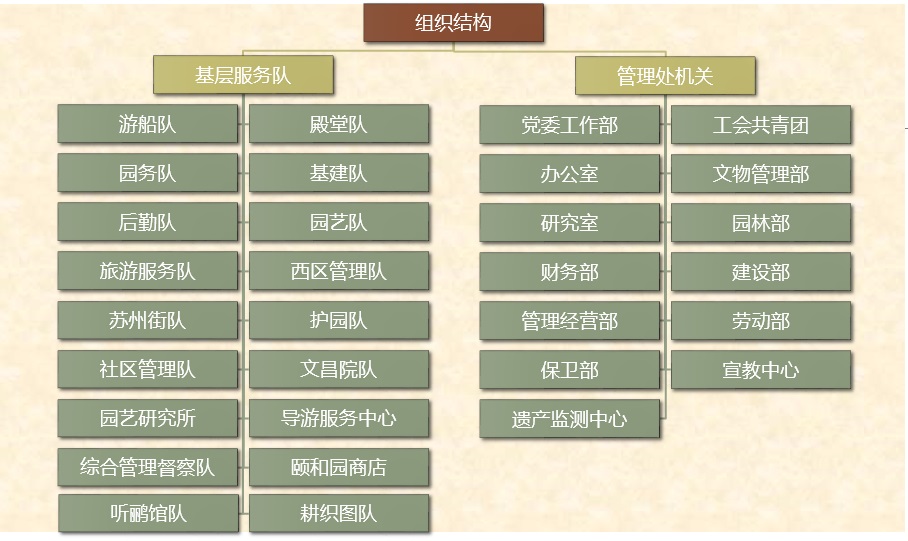 组织结构
基层服务队
管理处机关
游船队
殿堂队
党委工作部
工会共青团
园务队
基建队
办公室
文物管理部
后勤队
园艺队
研究室
园林部
旅游服务队
西区管理队
财务部
建设部
苏州街队
护园队
管理经营部
劳动部
社区管理队
文昌院队
保卫部
宣教中心
园艺研究所
导游服务中心
遗产监测中心
综合管理督察队
颐和园商店
听鹂馆队
耕织图队